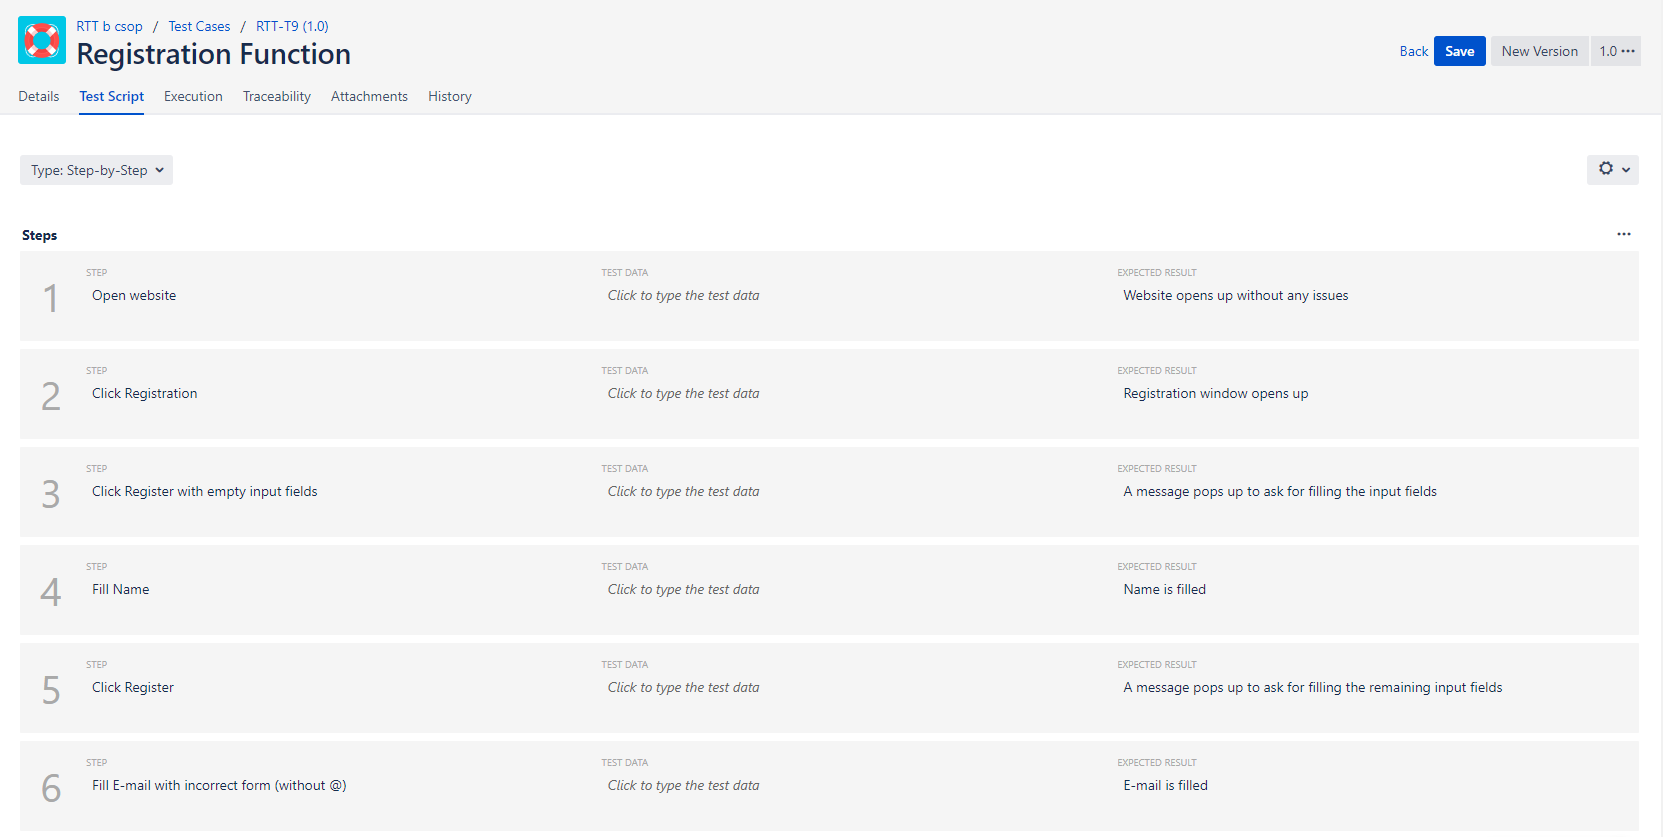 RTT b csop / Test Cases / RTT-T9 (1.0)
Registration Function
Back Save New Version 1.0 ···
Details Test Script Execution Traceability Attachments History
Type: Step-by-Step
Steps ···
STEP TEST DATA EXPECTED RESULT
1 Open website Click to type the test data Website opens up without any issues
STEP TEST DATA EXPECTED RESULT
2 Click Registration Click to type the test data Registration window opens up
STEP TEST DATA EXPECTED RESULT
3 Click Register with empty input fields Click to type the test data A message pops up to ask for filling the input fields
STEP TEST DATA EXPECTED RESULT
4 Fill Name Click to type the test data Name is filled
STEP TEST DATA EXPECTED RESULT
5 Click Register Click to type the test data A message pops up to ask for filling the remaining input fields
STEP TEST DATA EXPECTED RESULT
6 Fill E-mail with incorrect form (without @) Click to type the test data E-mail is filled